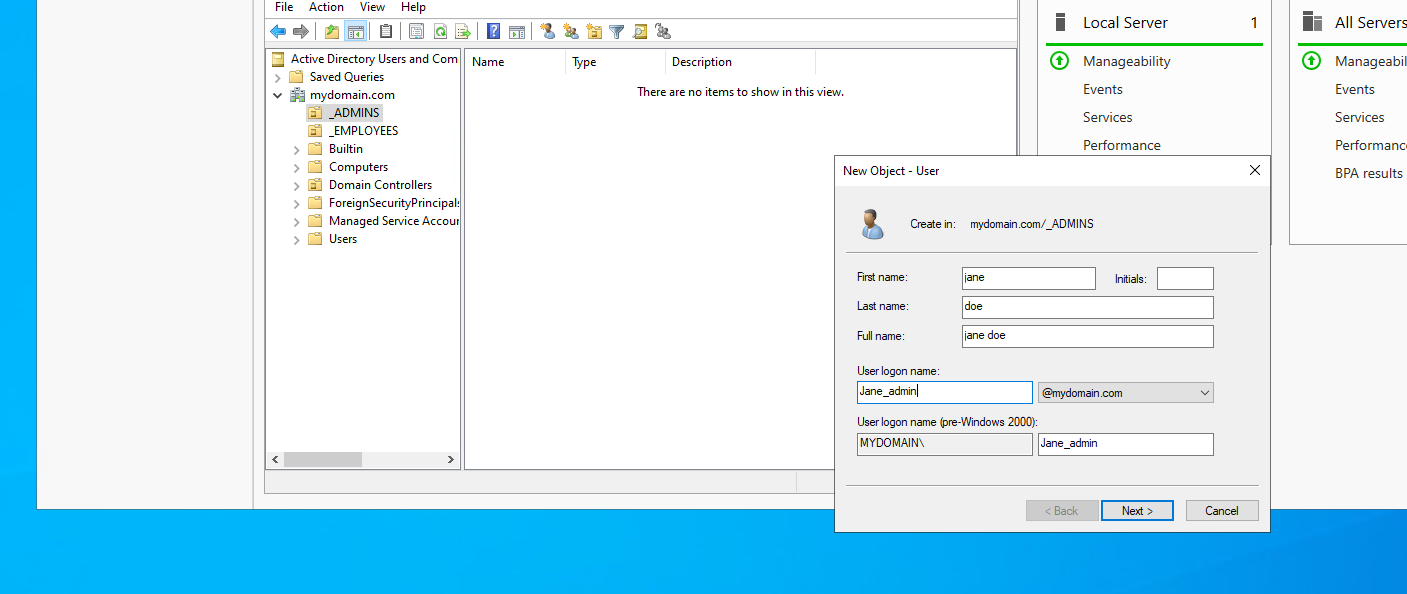 File Action View Help
Active Directory Users and Com
Saved Queries
mydomain.com
_ADMINS
_EMPLOYEES
Builtin
Computers
Domain Controllers
ForeignSecurityPrincipals
Managed Service Accour
Users
Name Type Description
There are no items to show in this view.
Local Server 1
Manageability
Events
Services
Performance
All Servers
Manageabil
Events
Services
Performance
BPA results
New Object - User
Create in: mydomain.com/_ADMINS
First name: jane Initials:
Last name: doe
Full name: jane doe
User logon name:
Jane_admin @mydomain.com
User logon name (pre-Windows 2000):
MYDOMAIN\ Jane_admin
< Back Next > Cancel